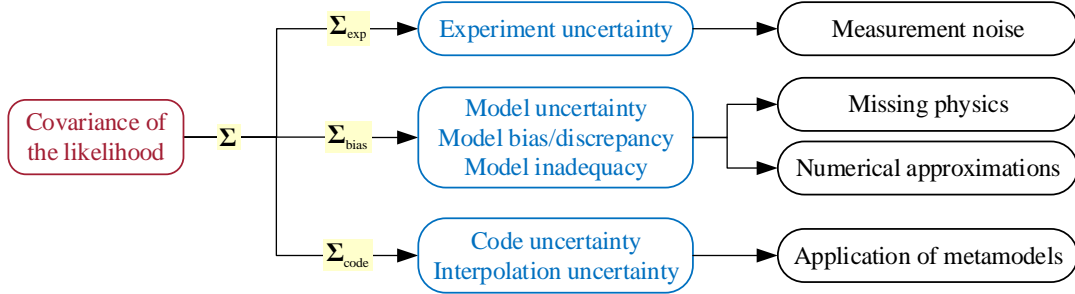 Covariance of
the likelihood
Σ
Σexp
Experiment uncertainty
Measurement noise
Σbias
Model uncertainty
Model bias/discrepancy
Model inadequacy
Missing physics
Numerical approximations
Σcode
Code uncertainty
Interpolation uncertainty
Application of metamodels